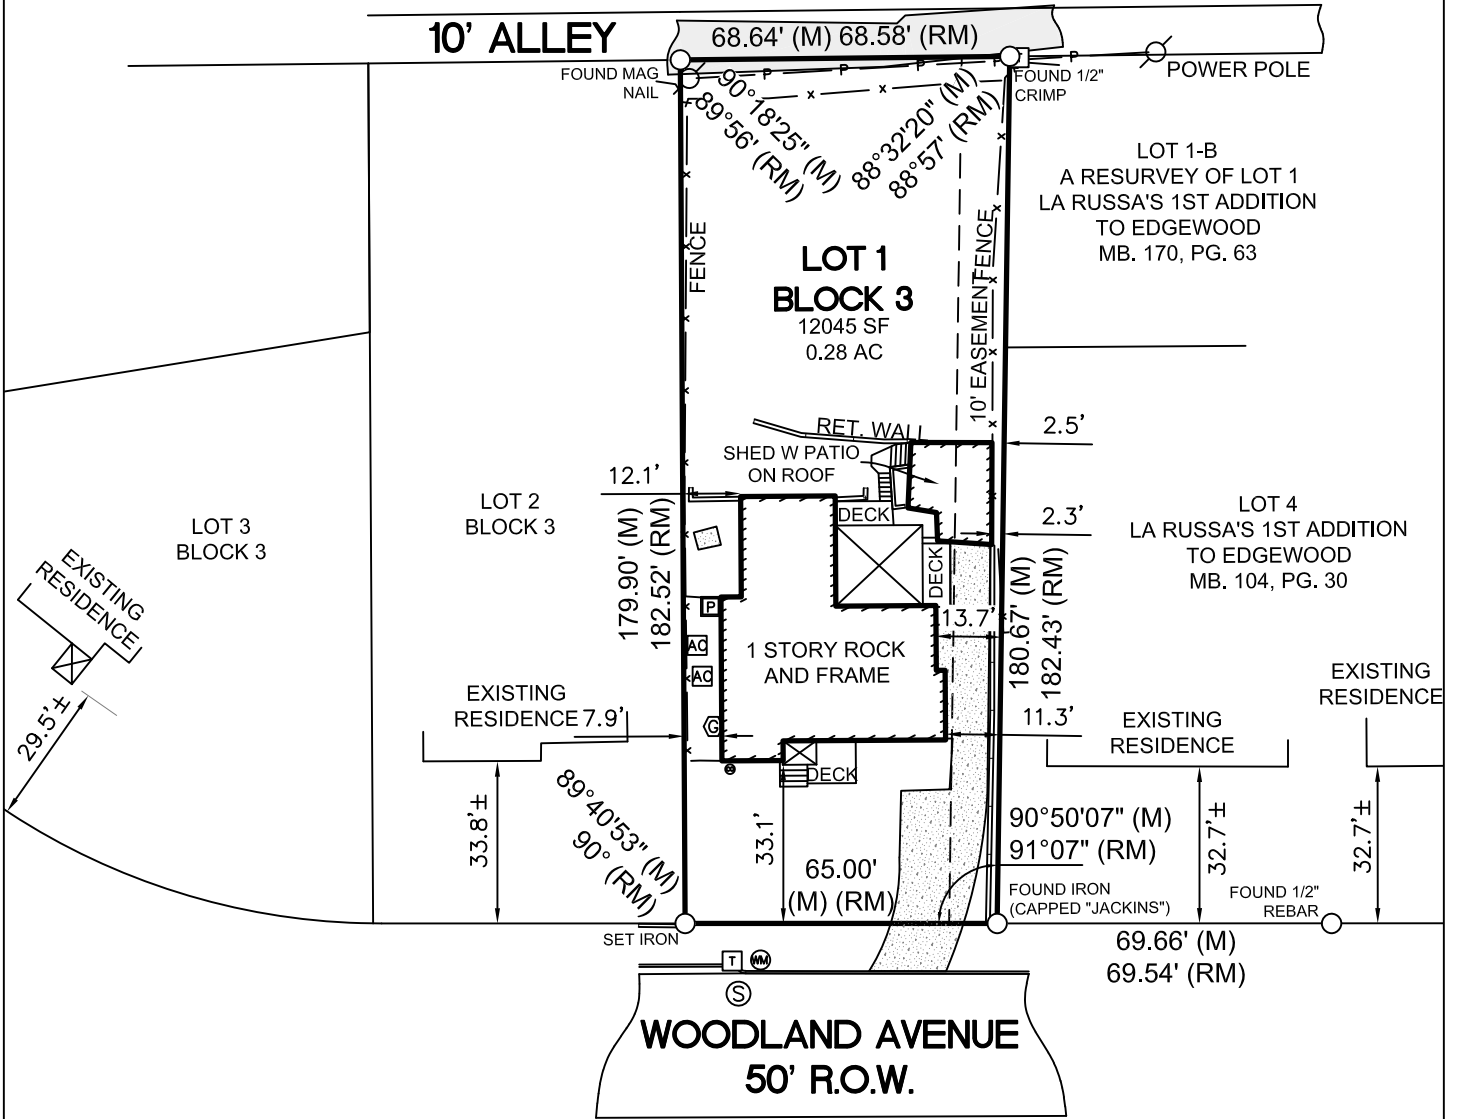 10' ALLEY
68.64' (M) 68.58' (RM)
FOUND MAG
NAIL
P
P
P
P
P
FOUND 1/2"
CRIMP
POWER POLE
90°18'25" (M)
89°56' (RM)
88°32'20" (M)
88°57' (RM)
LOT 1-B
A RESURVEY OF LOT 1
LA RUSSA'S 1ST ADDITION
TO EDGEWOOD
MB. 170, PG. 63
FENCE
LOT 1
BLOCK 3
12045 SF
0.28 AC
10' EASEMENT
FENCE
RET. WALL
SHED W PATIO
ON ROOF
2.5'
12.1'
LOT 2
BLOCK 3
LOT 3
BLOCK 3
179.90' (M)
182.52' (RM)
DECK
DECK
2.3'
LOT 4
LA RUSSA'S 1ST ADDITION
TO EDGEWOOD
MB. 104, PG. 30
EXISTING
RESIDENCE
29.5'±
P
AC
AC
G
1 STORY ROCK
AND FRAME
13.7'
180.67' (M)
182.43' (RM)
EXISTING
RESIDENCE
7.9'
11.3'
EXISTING
RESIDENCE
EXISTING
RESIDENCE
DECK
33.8'±
89°40'53" (M)
90° (RM)
33.1'
65.00'
(M) (RM)
90°50'07" (M)
91°07" (RM)
32.7'±
32.7'±
FOUND IRON
(CAPPED "JACKINS")
FOUND 1/2"
REBAR
SET IRON
69.66' (M)
69.54' (RM)
T
WM
S
WOODLAND AVENUE
50' R.O.W.